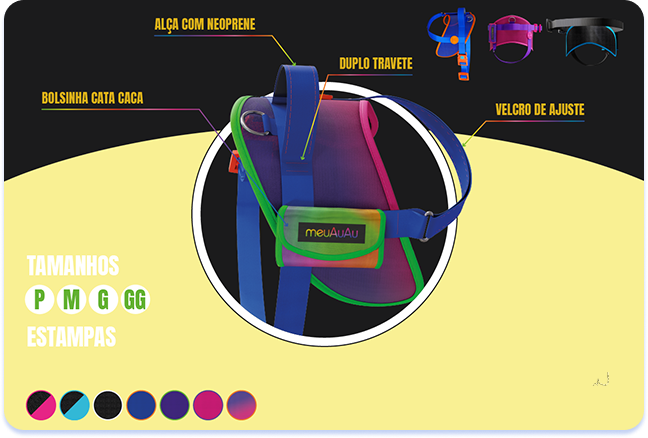 ALÇA COM NEOPRENE
DUPLO TRAVETE
BOLSINHA CATA CACA
VELCRO DE AJUSTE
meuAuAu
TAMANHOS
P M G GG
ESTAMPAS